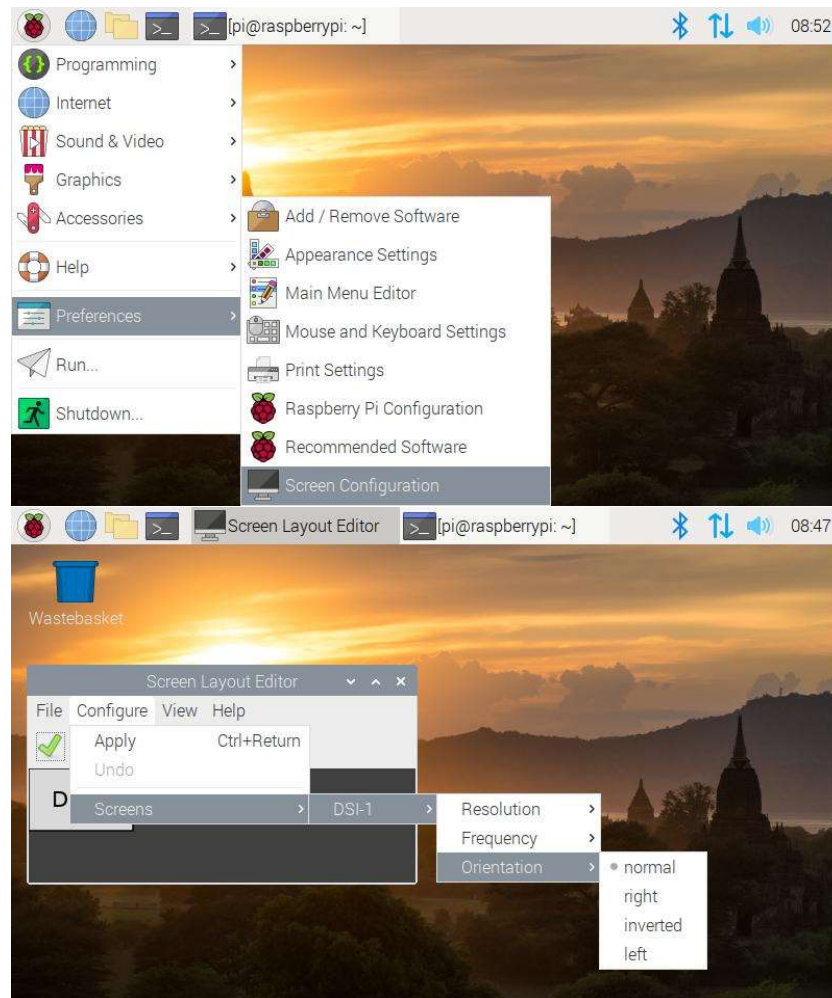 [pi@raspberrypi: ~]
08:52
Programming
Internet
Sound & Video
Graphics
Accessories
Help
Preferences
Run...
Shutdown...
Add / Remove Software
Appearance Settings
Main Menu Editor
Mouse and Keyboard Settings
Print Settings
Raspberry Pi Configuration
Recommended Software
Screen Configuration
Screen Layout Editor
[pi@raspberrypi: ~]
08:47
Wastebasket
Screen Layout Editor
File Configure View Help
Apply Ctrl+Return
Undo
D
Screens
DSI-1
Resolution
Frequency
Orientation
normal
right
inverted
left